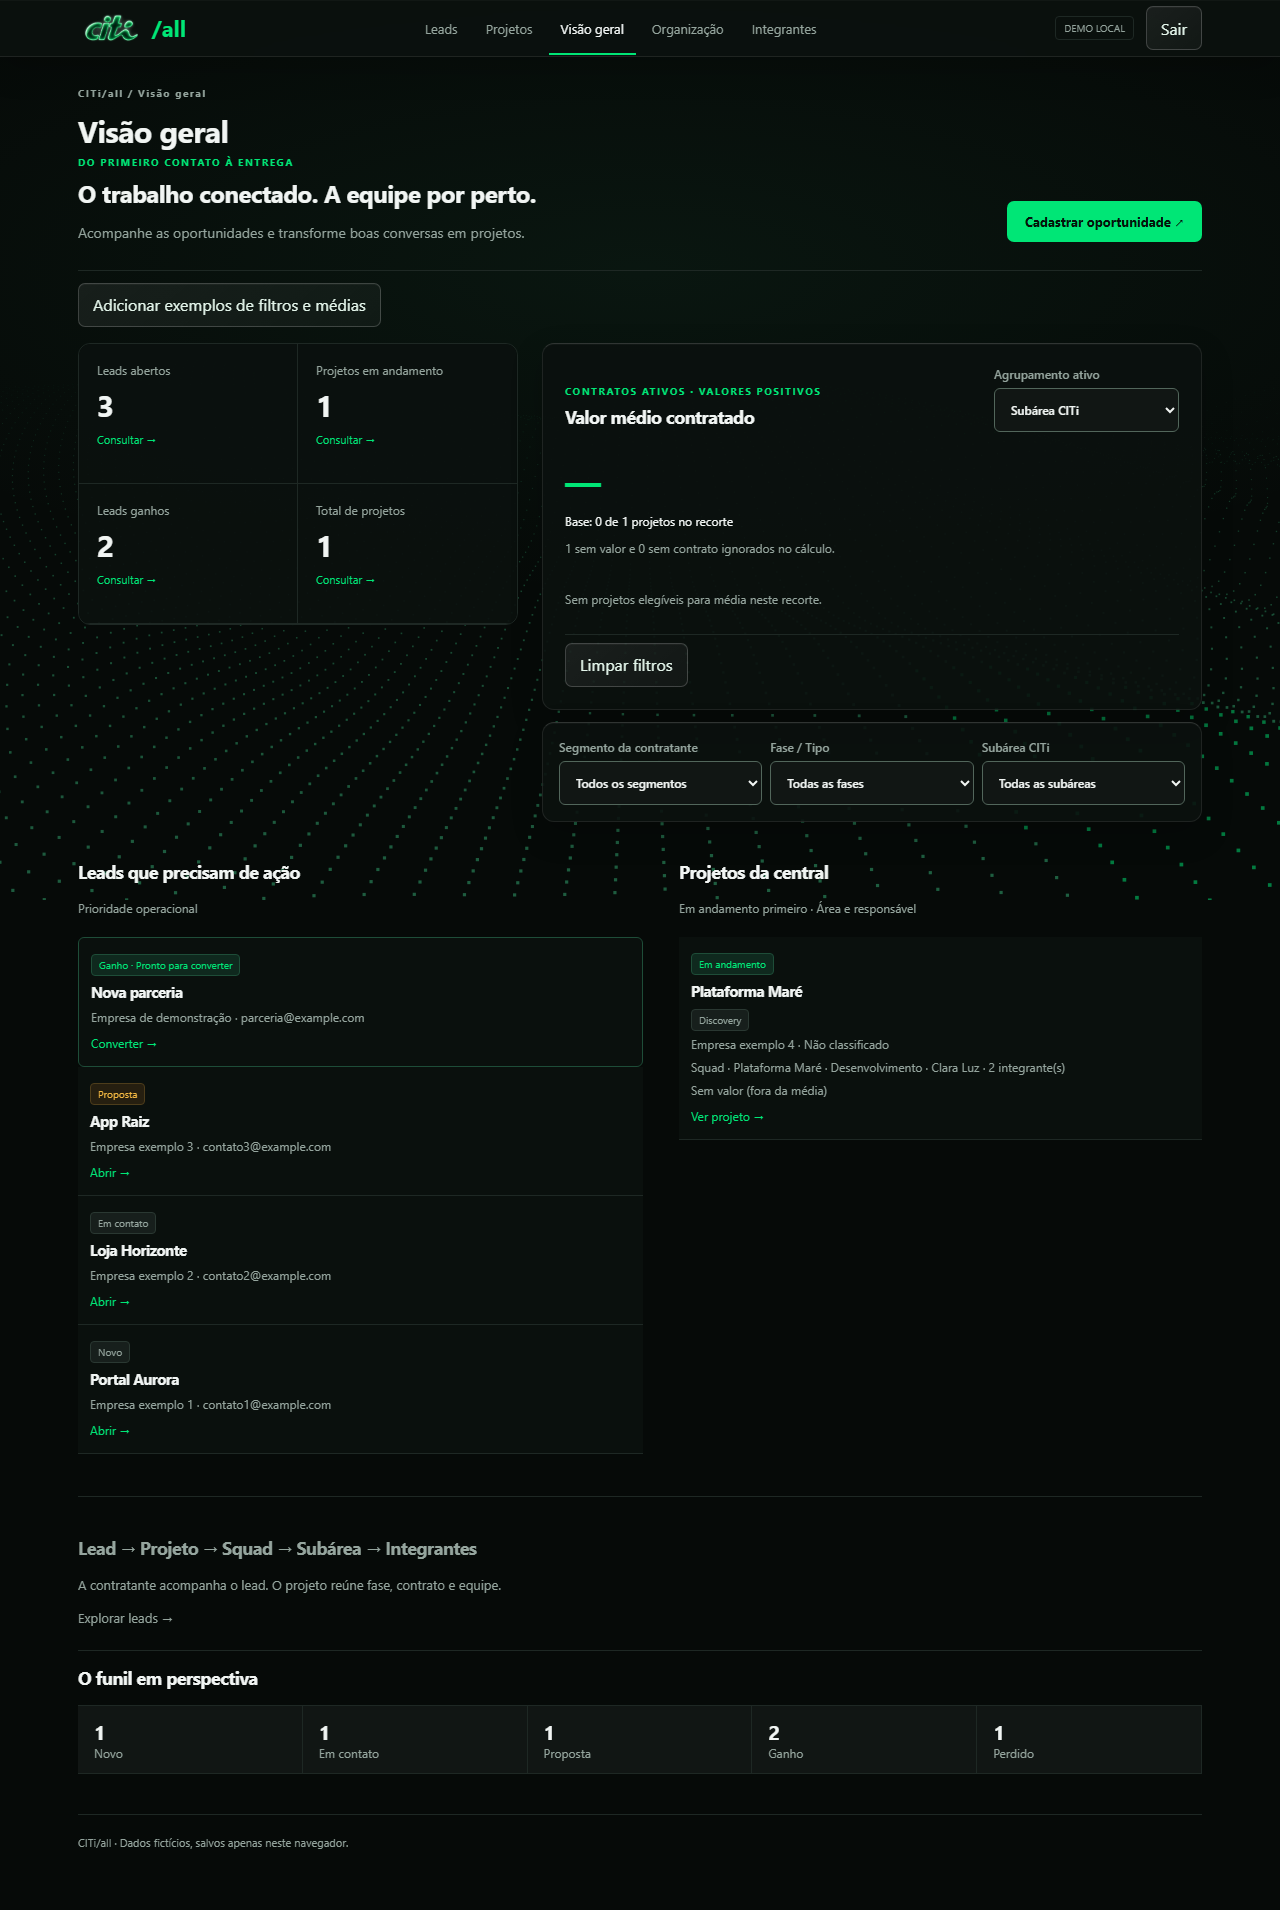 citi /all
Leads
Projetos
Visão geral
Organização
Integrantes
DEMO LOCAL
Sair
CITi/all / Visão geral
Visão geral
DO PRIMEIRO CONTATO À ENTREGA
O trabalho conectado. A equipe por perto.
Acompanhe as oportunidades e transforme boas conversas em projetos.
Cadastrar oportunidade ↗
Adicionar exemplos de filtros e médias
Leads abertos
3
Consultar →
Projetos em andamento
1
Consultar →
Leads ganhos
2
Consultar →
Total de projetos
1
Consultar →
CONTRATOS ATIVOS · VALORES POSITIVOS
Valor médio contratado
Agrupamento ativo
Subárea CITi
—
Base: 0 de 1 projetos no recorte
1 sem valor e 0 sem contrato ignorados no cálculo.
Sem projetos elegíveis para média neste recorte.
Limpar filtros
Segmento da contratante
Todos os segmentos
Fase / Tipo
Todas as fases
Subárea CITi
Todas as subáreas
Leads que precisam de ação
Prioridade operacional
Ganho · Pronto para converter
Nova parceria
Empresa de demonstração · parceria@example.com
Converter →
Proposta
App Raiz
Empresa exemplo 3 · contato3@example.com
Abrir →
Em contato
Loja Horizonte
Empresa exemplo 2 · contato2@example.com
Abrir →
Novo
Portal Aurora
Empresa exemplo 1 · contato1@example.com
Abrir →
Projetos da central
Em andamento primeiro · Área e responsável
Em andamento
Plataforma Maré
Discovery
Empresa exemplo 4 · Não classificado
Squad · Plataforma Maré · Desenvolvimento · Clara Luz · 2 integrante(s)
Sem valor (fora da média)
Ver projeto →
Lead → Projeto → Squad → Subárea → Integrantes
A contratante acompanha o lead. O projeto reúne fase, contrato e equipe.
Explorar leads →
O funil em perspectiva
1
Novo
1
Em contato
1
Proposta
2
Ganho
1
Perdido
CITi/all · Dados fictícios, salvos apenas neste navegador.